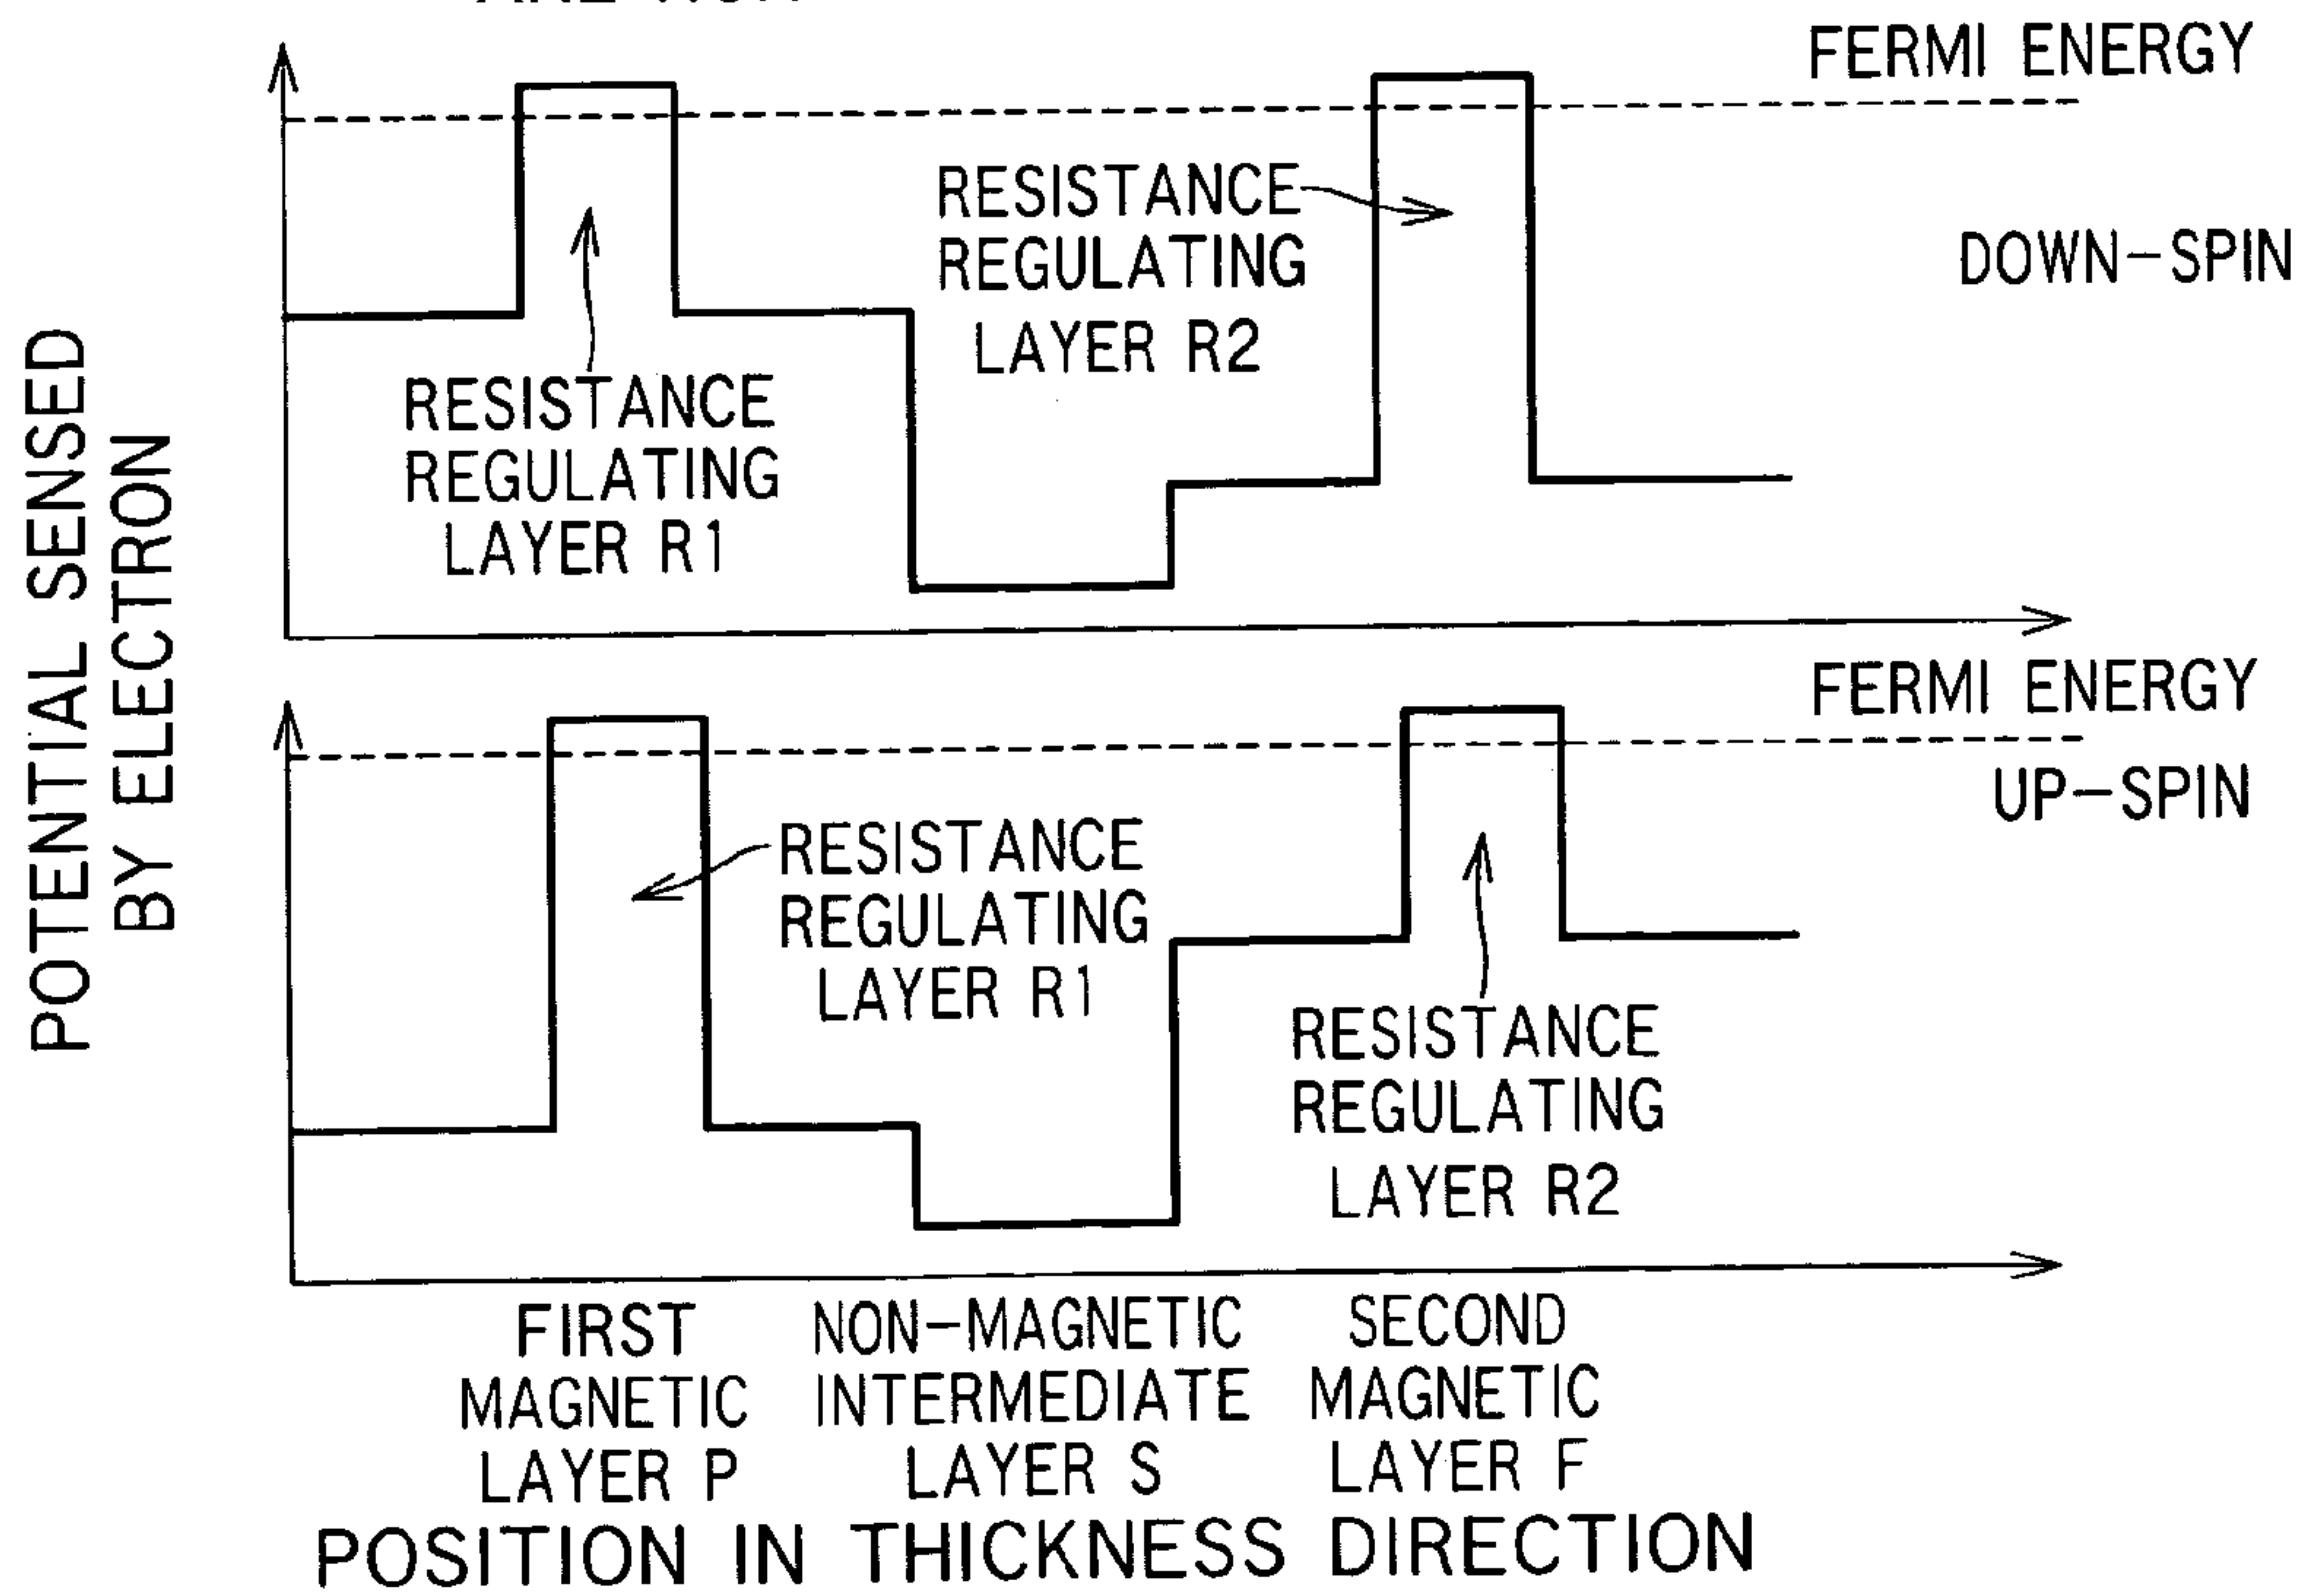 FERMI ENERGY
RESISTANCE
REGULATING
LAYER R2
DOWN-SPIN
RESISTANCE
REGULATING
LAYER R1
POTENTIAL SENSED
BY ELECTRON
FERMI ENERGY
UP-SPIN
RESISTANCE
REGULATING
LAYER R1
RESISTANCE
REGULATING
LAYER R2
FIRST
MAGNETIC
LAYER P
NON-MAGNETIC
INTERMEDIATE
LAYER S
SECOND
MAGNETIC
LAYER F
POSITION IN THICKNESS DIRECTION